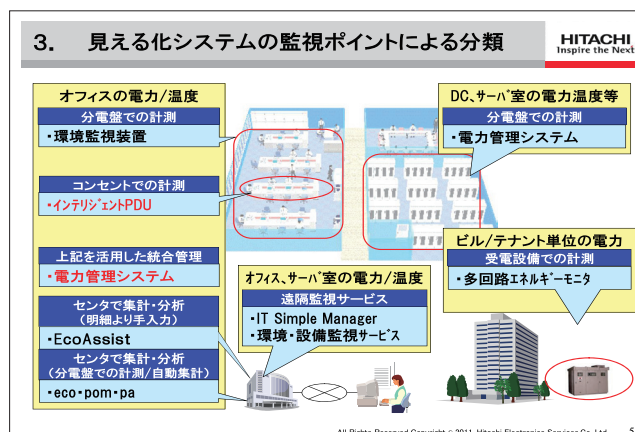 3. 見える化システムの監視ポイントによる分類
HITACHI
Inspire the Next
オフィスの電力/温度
分電盤での計測
・環境監視装置
コンセントでの計測
・インテリジェントPDU
上記を活用した統合管理
・電力管理システム
センタで集計・分析
(明細より手入力)
・EcoAssist
センタで集計・分析
(分電盤での計測/自動集計)
・eco・pom・pa
オフィス、サーバ室の電力/温度
遠隔監視サービス
・IT Simple Manager
・環境・設備監視サービス
DC、サーバ室の電力温度等
分電盤での計測
・電力管理システム
ビル/テナント単位の電力
受電設備での計測
・多回路エネルギーモニタ
All Rights Reserved,Copyright © 2011, Hitachi Electronics Services Co.,Ltd.
5